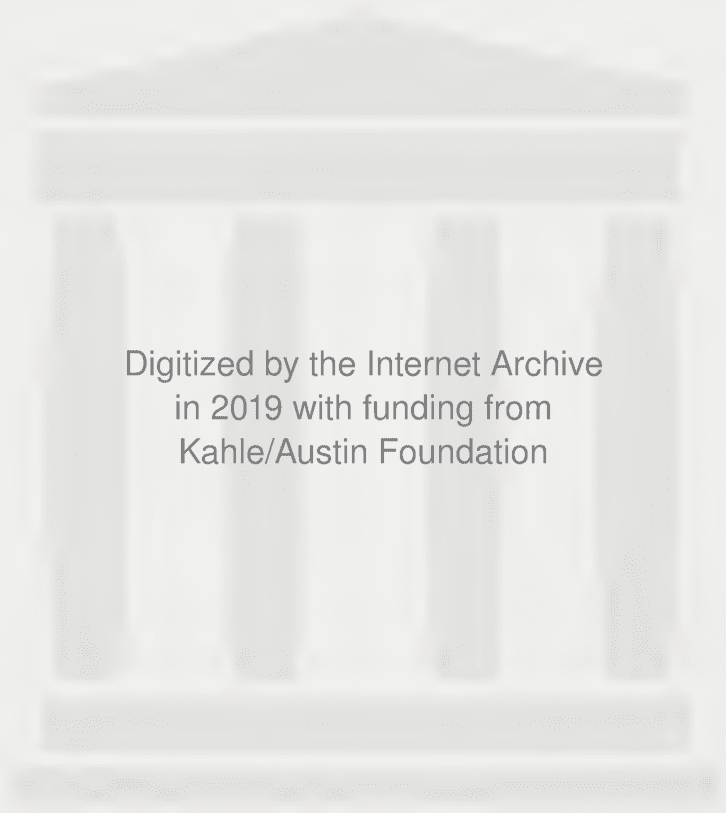 Digitized by the Internet Archive
in 2019 with funding from
Kahle/Austin Foundation